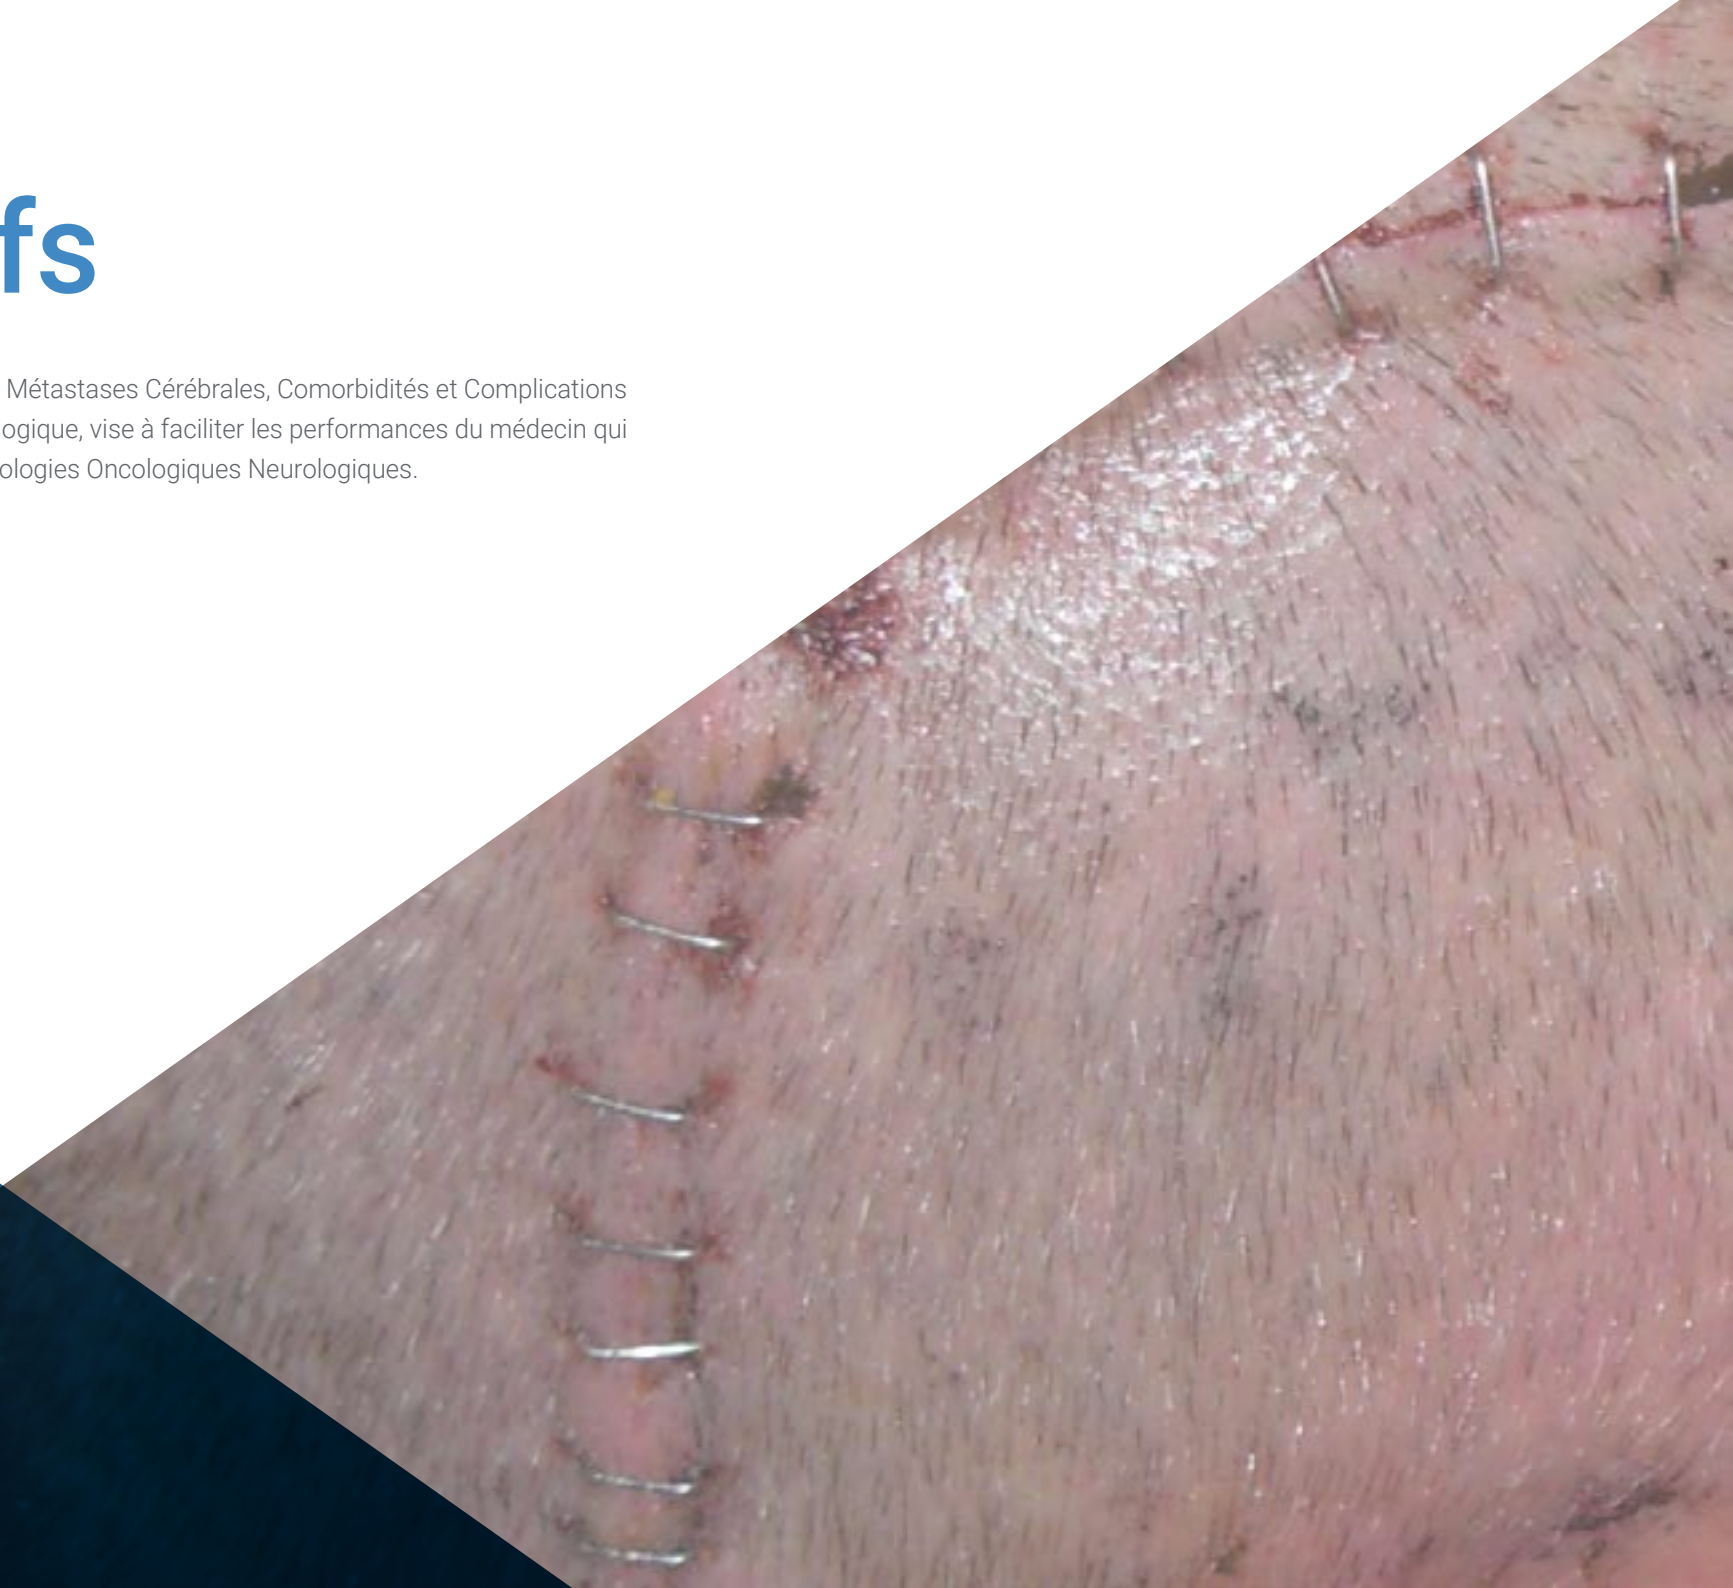 fs
Métastases Cérébrales, Comorbidités et Complications
ogique, vise à faciliter les performances du médecin qui
ologies Oncologiques Neurologiques.